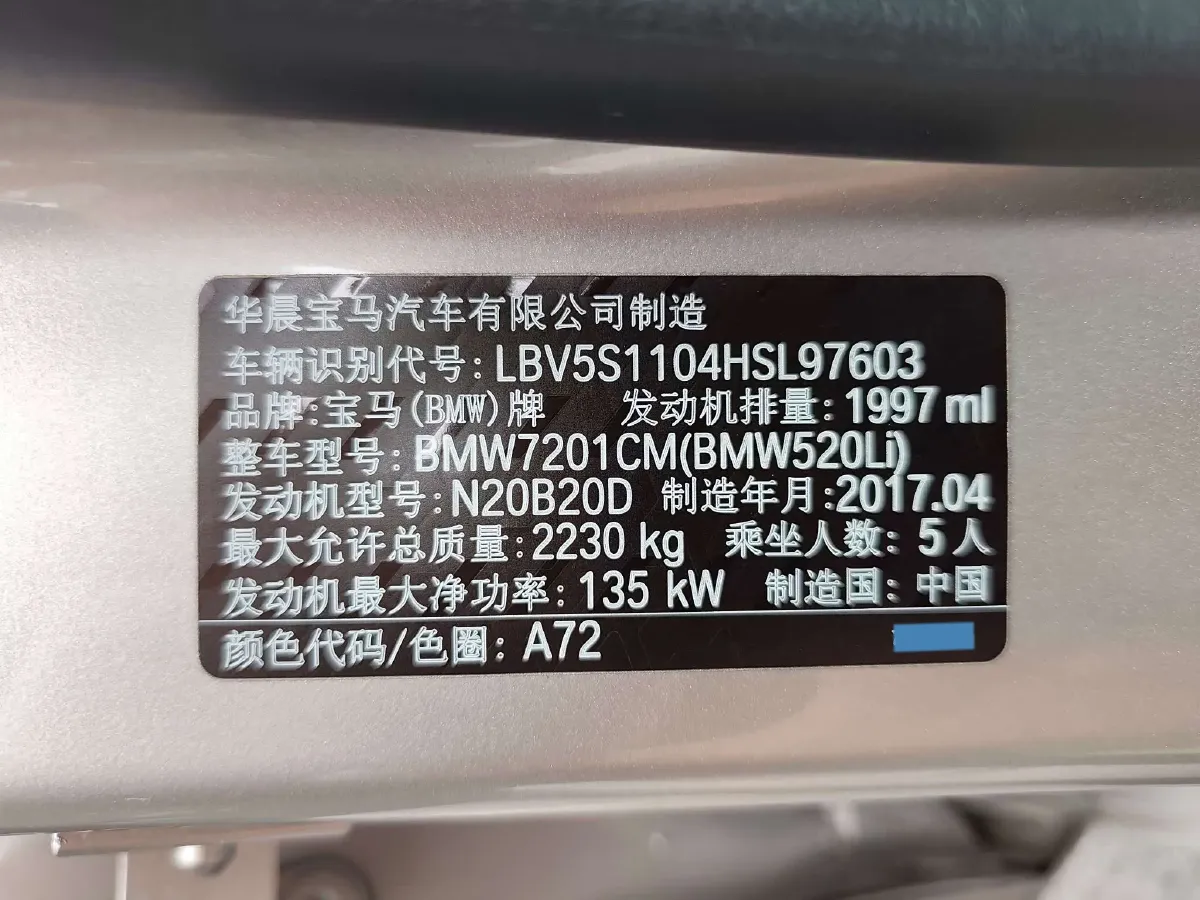 华晨宝马汽车有限公司制造
车辆识别代号: LBV5S1104HSL97603
品牌:宝马(BMW)牌 发动机排量: 1997 ml
整车型号: BMW7201CM(BMW520Li)
发动机型号: N20B20D 制造年月:2017.04
最大允许总质量: 2230 kg 乘坐人数: 5人
发动机最大净功率: 135 kW 制造国: 中国
颜色代码/色圈: A72